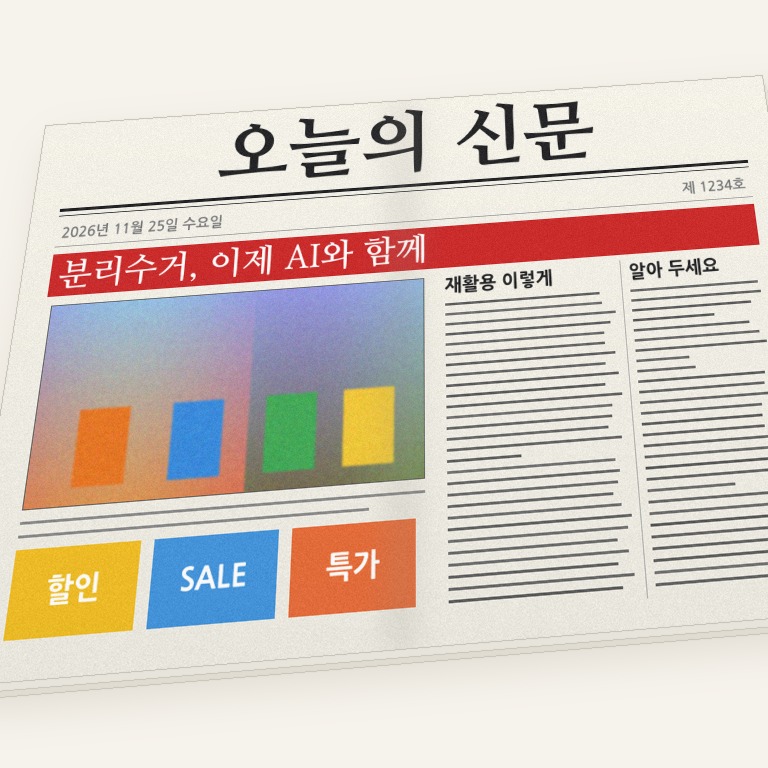 오늘의 신문
2026년 11월 25일 수요일
제 1234호
분리수거, 이제 AI와 함께
재활용 이렇게
알아 두세요
할인
SALE
특가